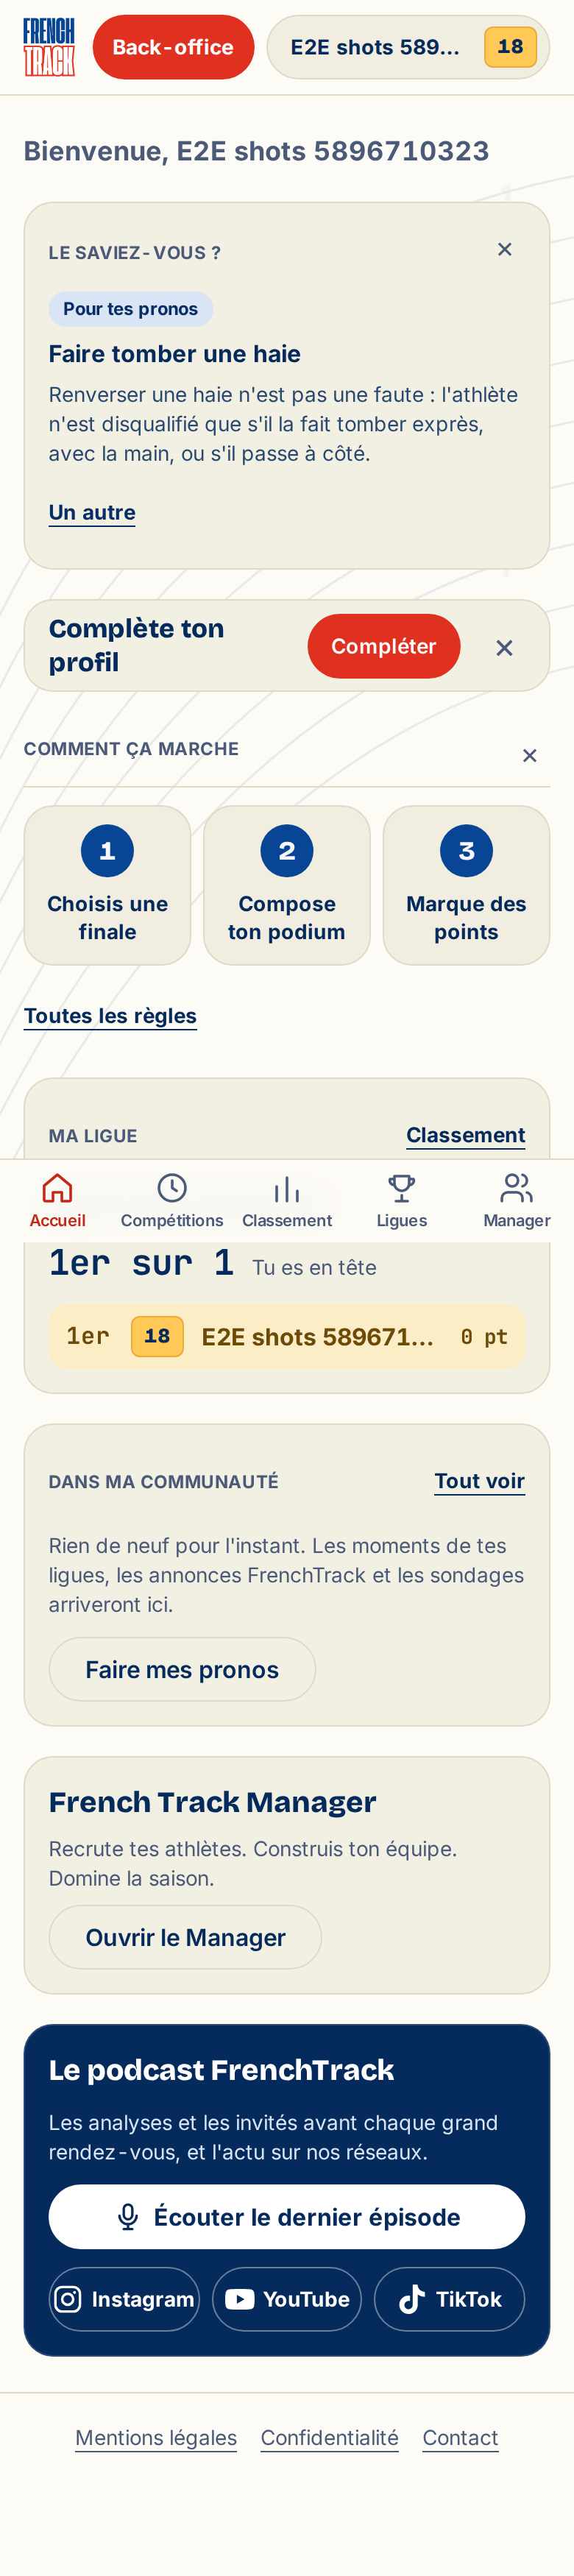 FRENCH
TRACK
Back-office
E2E shots 589...
18
Bienvenue, E2E shots 5896710323
LE SAVIEZ-VOUS ?
Pour tes pronos
Faire tomber une haie
Renverser une haie n'est pas une faute : l'athlète
n'est disqualifié que s'il la fait tomber exprès,
avec la main, ou s'il passe à côté.
Un autre
Complète ton
profil
Compléter
COMMENT ÇA MARCHE
1
Choisis une
finale
2
Compose
ton podium
3
Marque des
points
Toutes les règles
MA LIGUE
Classement
Accueil
Compétitions
Classement
Ligues
Manager
1er sur 1
Tu es en tête
1er
18
E2E shots 589671...
0 pt
DANS MA COMMUNAUTÉ
Tout voir
Rien de neuf pour l'instant. Les moments de tes
ligues, les annonces FrenchTrack et les sondages
arriveront ici.
Faire mes pronos
French Track Manager
Recrute tes athlètes. Construis ton équipe.
Domine la saison.
Ouvrir le Manager
Le podcast FrenchTrack
Les analyses et les invités avant chaque grand
rendez-vous, et l'actu sur nos réseaux.
Écouter le dernier épisode
Instagram
YouTube
TikTok
Mentions légales
Confidentialité
Contact